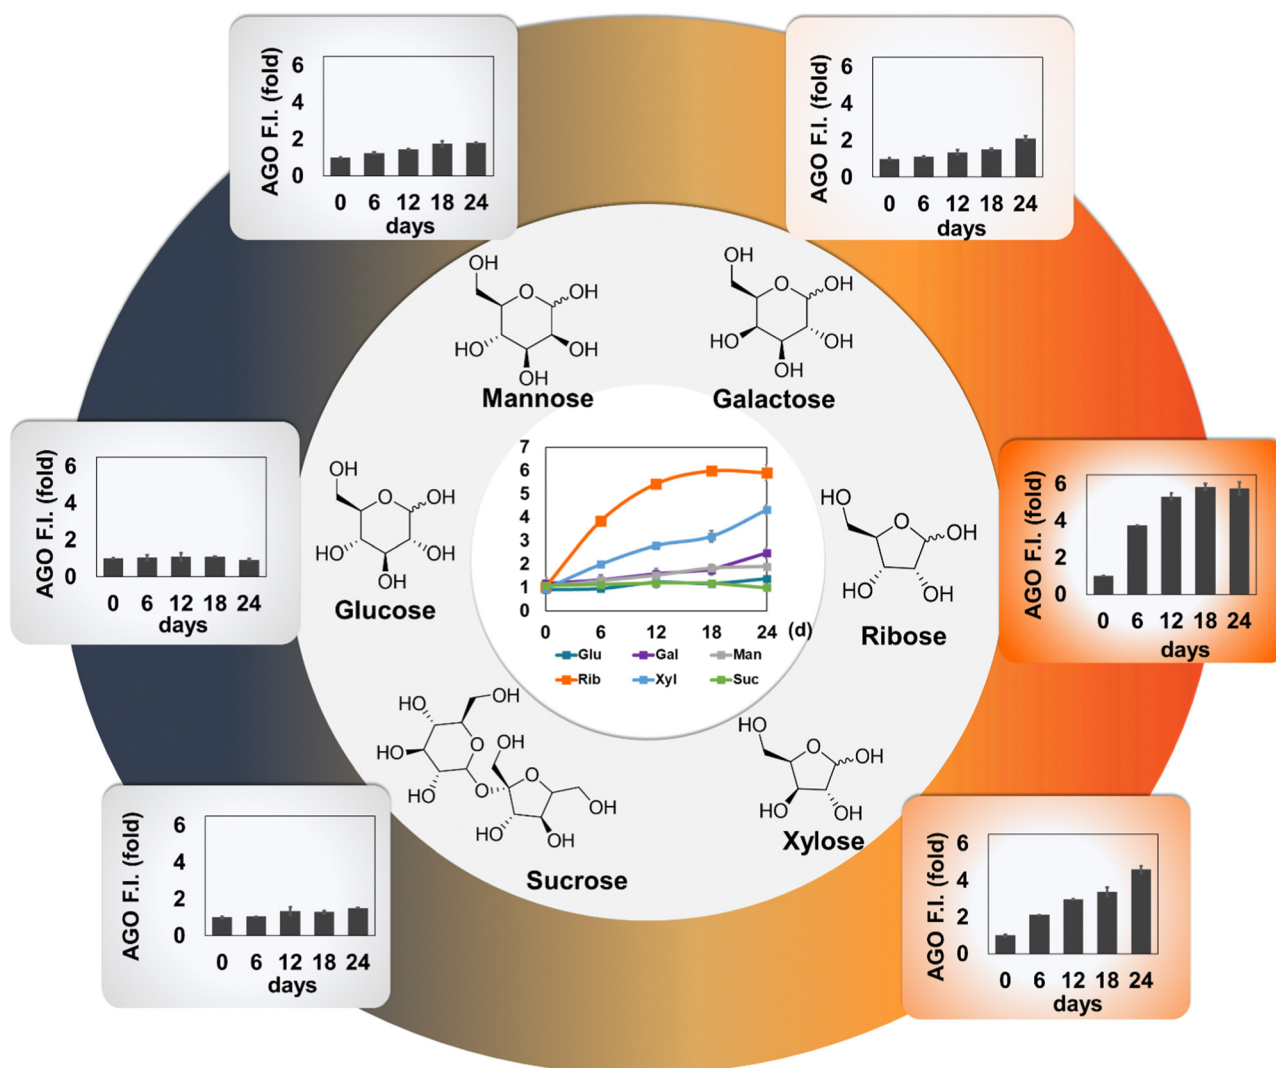 AGO F.I. (fold)
6
4
2
0
0 6 12 18 24
days
AGO F.I. (fold)
6
4
2
0
0 6 12 18 24
days
OH
O
OH
HO
OH
OH
Mannose
OH
O
OH
HO
OH
OH
Galactose
AGO F.I. (fold)
6
4
2
0
0 6 12 18 24
days
OH
O
OH
HO
OH
OH
Glucose
7
6
5
4
3
2
1
0
0 6 12 18 24 (d)
Glu Gal Man
Rib Xyl Suc
HO
O
OH
HO
OH
Ribose
AGO F.I. (fold)
6
4
2
0
0 6 12 18 24
days
HO
OH
HO
O
OH
HO
O
O
OH
HO
OH
Sucrose
HO
O
OH
HO
OH
Xylose
AGO F.I. (fold)
6
4
2
0
0 6 12 18 24
days
AGO F.I. (fold)
6
4
2
0
0 6 12 18 24
days